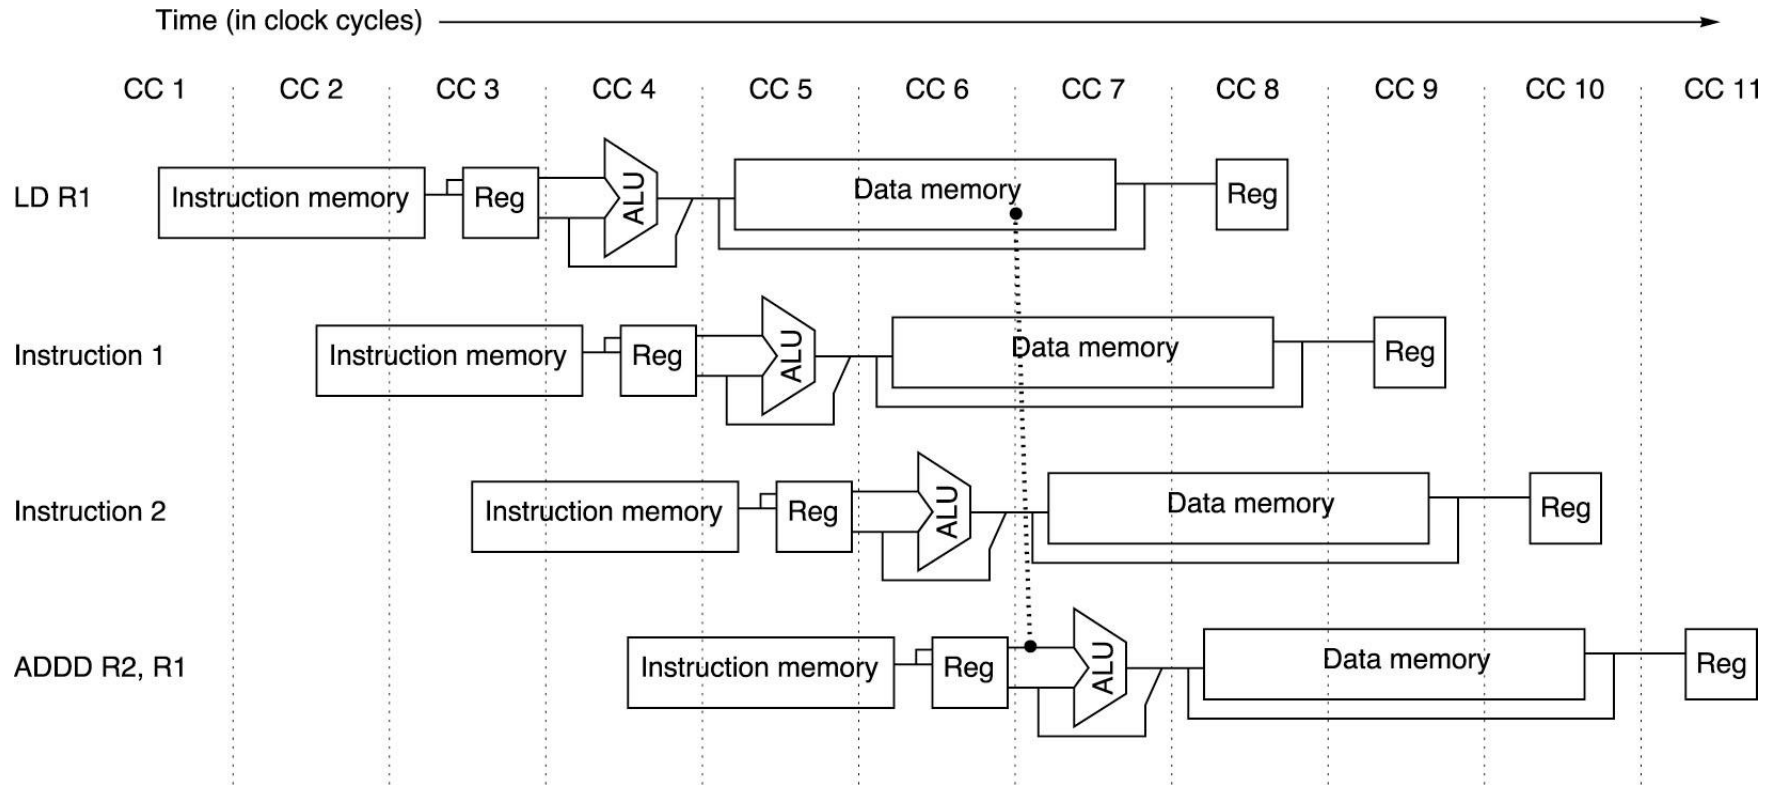 Time (in clock cycles)
CC 1 CC 2 CC 3 CC 4 CC 5 CC 6 CC 7 CC 8 CC 9 CC 10 CC 11
LD R1 Instruction memory Reg ALU Data memory Reg
Instruction 1 Instruction memory Reg ALU Data memory Reg
Instruction 2 Instruction memory Reg ALU Data memory Reg
ADDD R2, R1 Instruction memory Reg ALU Data memory Reg